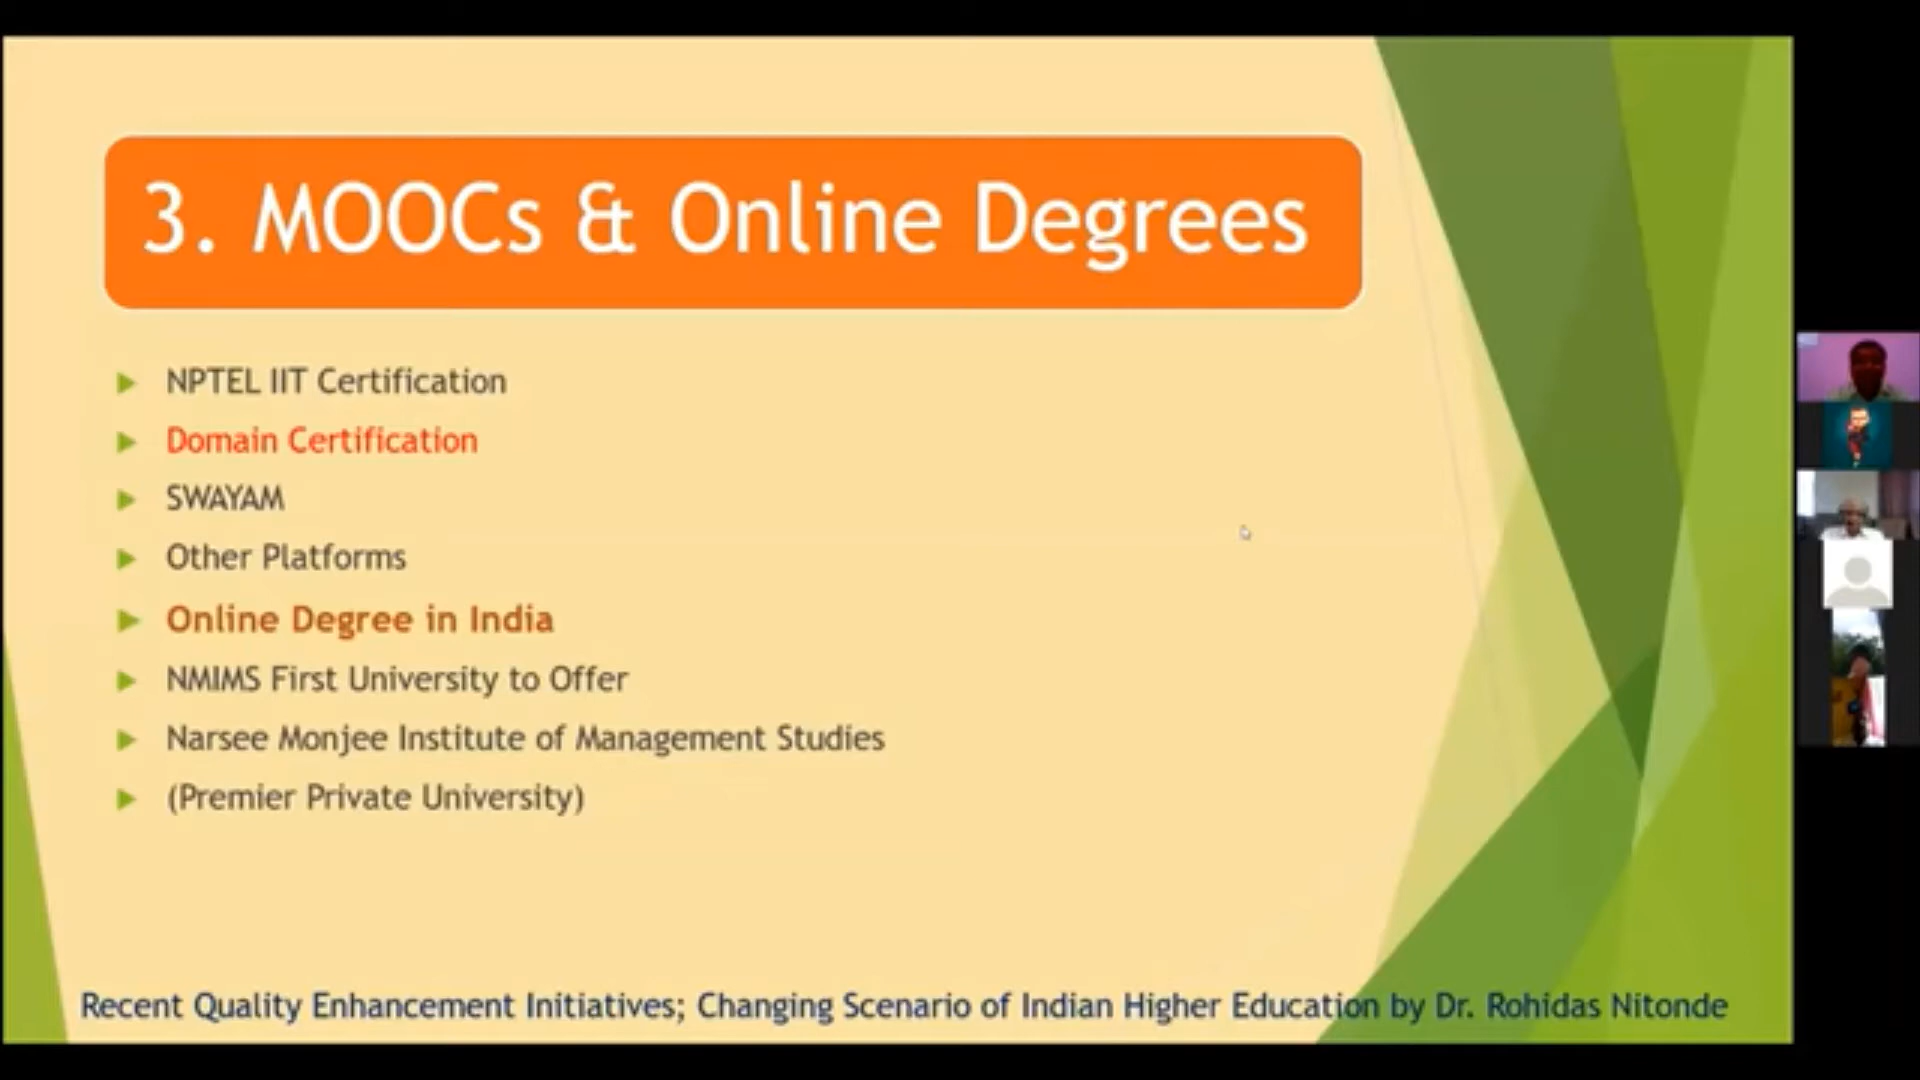 3. MOOCs & Online Degrees
NPTEL IIT Certification
Domain Certification
SWAYAM
Other Platforms
Online Degree in India
NMIMS First University to Offer
Narsee Monjee Institute of Management Studies
(Premier Private University)
Recent Quality Enhancement Initiatives; Changing Scenario of Indian Higher Education by Dr. Rohidas Nitonde